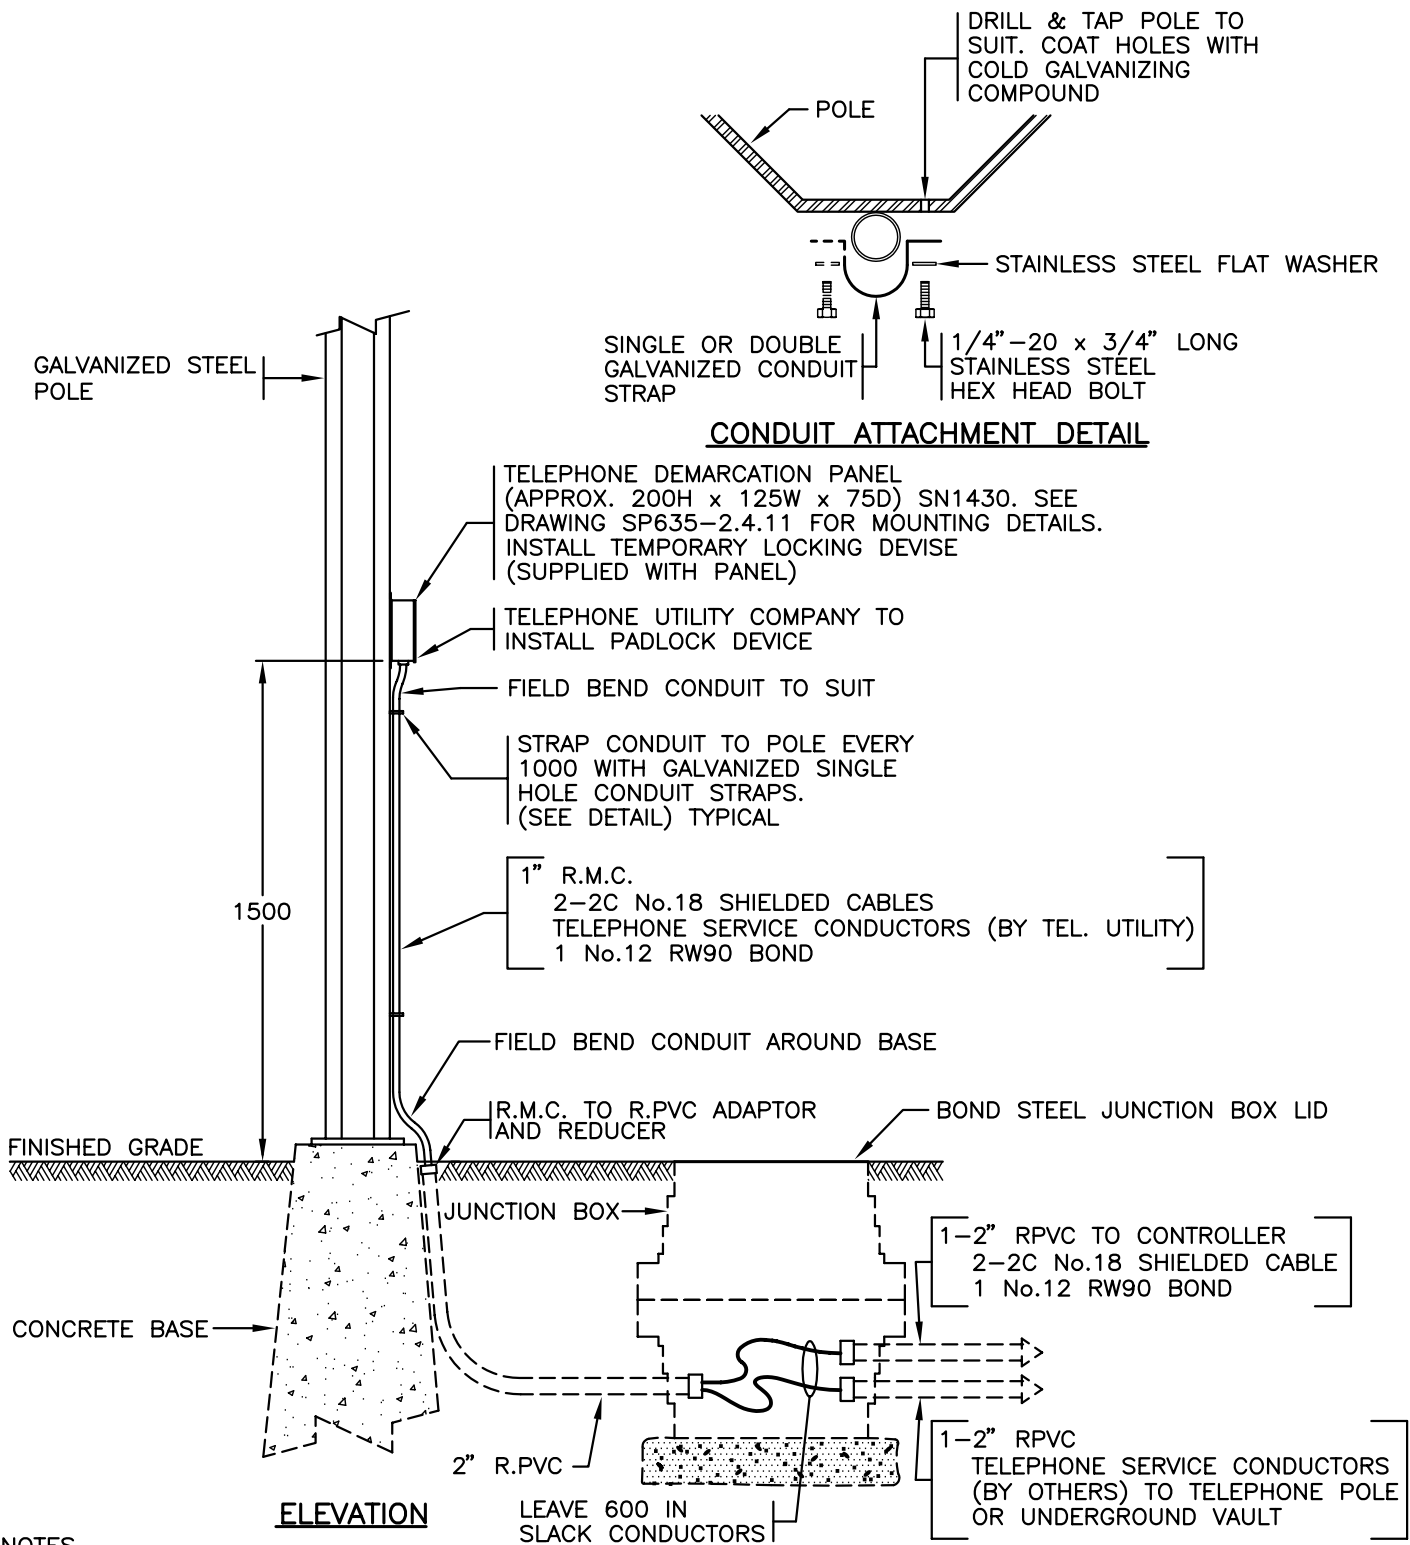 DRILL & TAP POLE TO
SUIT. COAT HOLES WITH
COLD GALVANIZING
COMPOUND
POLE
STAINLESS STEEL FLAT WASHER
SINGLE OR DOUBLE
GALVANIZED CONDUIT
STRAP
1/4"-20 x 3/4" LONG
STAINLESS STEEL
HEX HEAD BOLT
CONDUIT ATTACHMENT DETAIL
GALVANIZED STEEL
POLE
TELEPHONE DEMARCATION PANEL
(APPROX. 200H x 125W x 75D) SN1430. SEE
DRAWING SP635-2.4.11 FOR MOUNTING DETAILS.
INSTALL TEMPORARY LOCKING DEVISE
(SUPPLIED WITH PANEL)
TELEPHONE UTILITY COMPANY TO
INSTALL PADLOCK DEVICE
FIELD BEND CONDUIT TO SUIT
STRAP CONDUIT TO POLE EVERY
1000 WITH GALVANIZED SINGLE
HOLE CONDUIT STRAPS.
(SEE DETAIL) TYPICAL
1" R.M.C.
2-2C No.18 SHIELDED CABLES
TELEPHONE SERVICE CONDUCTORS (BY TEL. UTILITY)
1 No.12 RW90 BOND
1500
FIELD BEND CONDUIT AROUND BASE
R.M.C. TO R.PVC ADAPTOR
AND REDUCER
BOND STEEL JUNCTION BOX LID
FINISHED GRADE
JUNCTION BOX
1-2" RPVC TO CONTROLLER
2-2C No.18 SHIELDED CABLE
1 No.12 RW90 BOND
CONCRETE BASE
2" R.PVC
1-2" RPVC
TELEPHONE SERVICE CONDUCTORS
(BY OTHERS) TO TELEPHONE POLE
OR UNDERGROUND VAULT
LEAVE 600 IN
SLACK CONDUCTORS
ELEVATION
NOTES